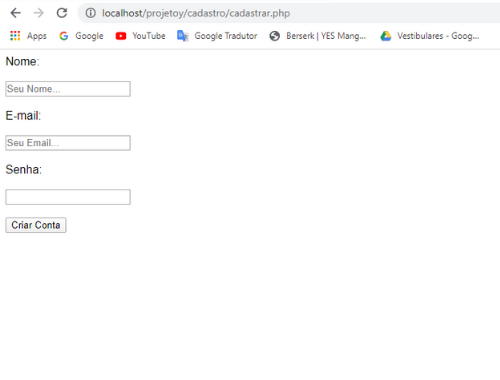 localhost/projetoy/cadastro/cadastrar.php
Apps Google YouTube Google Tradutor Berserk | YES Mang... Vestibulares - Goog...
Nome:
Seu Nome...
E-mail:
Seu Email...
Senha:
Criar Conta